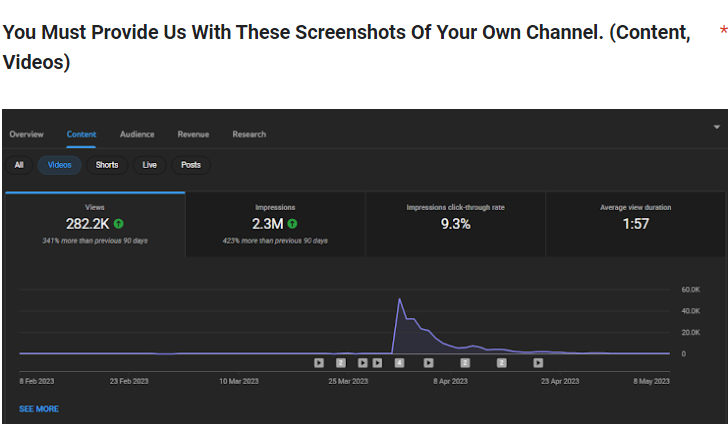 You Must Provide Us With These Screenshots Of Your Own Channel. (Content, *
Videos)
Overview Content Audience Revenue Research
All Videos Shorts Live Posts
Views Impressions Impressions click-through rate Average view duration
282.2K 2.3M 9.3% 1:57
341% more than previous 90 days 423% more than previous 90 days
60.0K
40.0K
20.0K
0
2 4 2 2
8 Feb 2023 23 Feb 2023 10 Mar 2023 25 Mar 2023 8 Apr 2023 23 Apr 2023 8 May 2023
SEE MORE